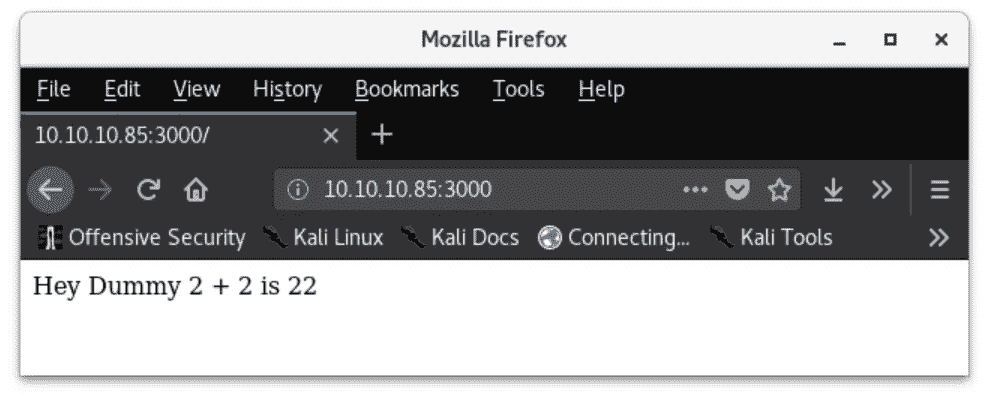 Mozilla Firefox
File Edit View History Bookmarks Tools Help
10.10.10.85:3000/
10.10.10.85:3000
Offensive Security Kali Linux Kali Docs Connecting... Kali Tools
Hey Dummy 2 + 2 is 22